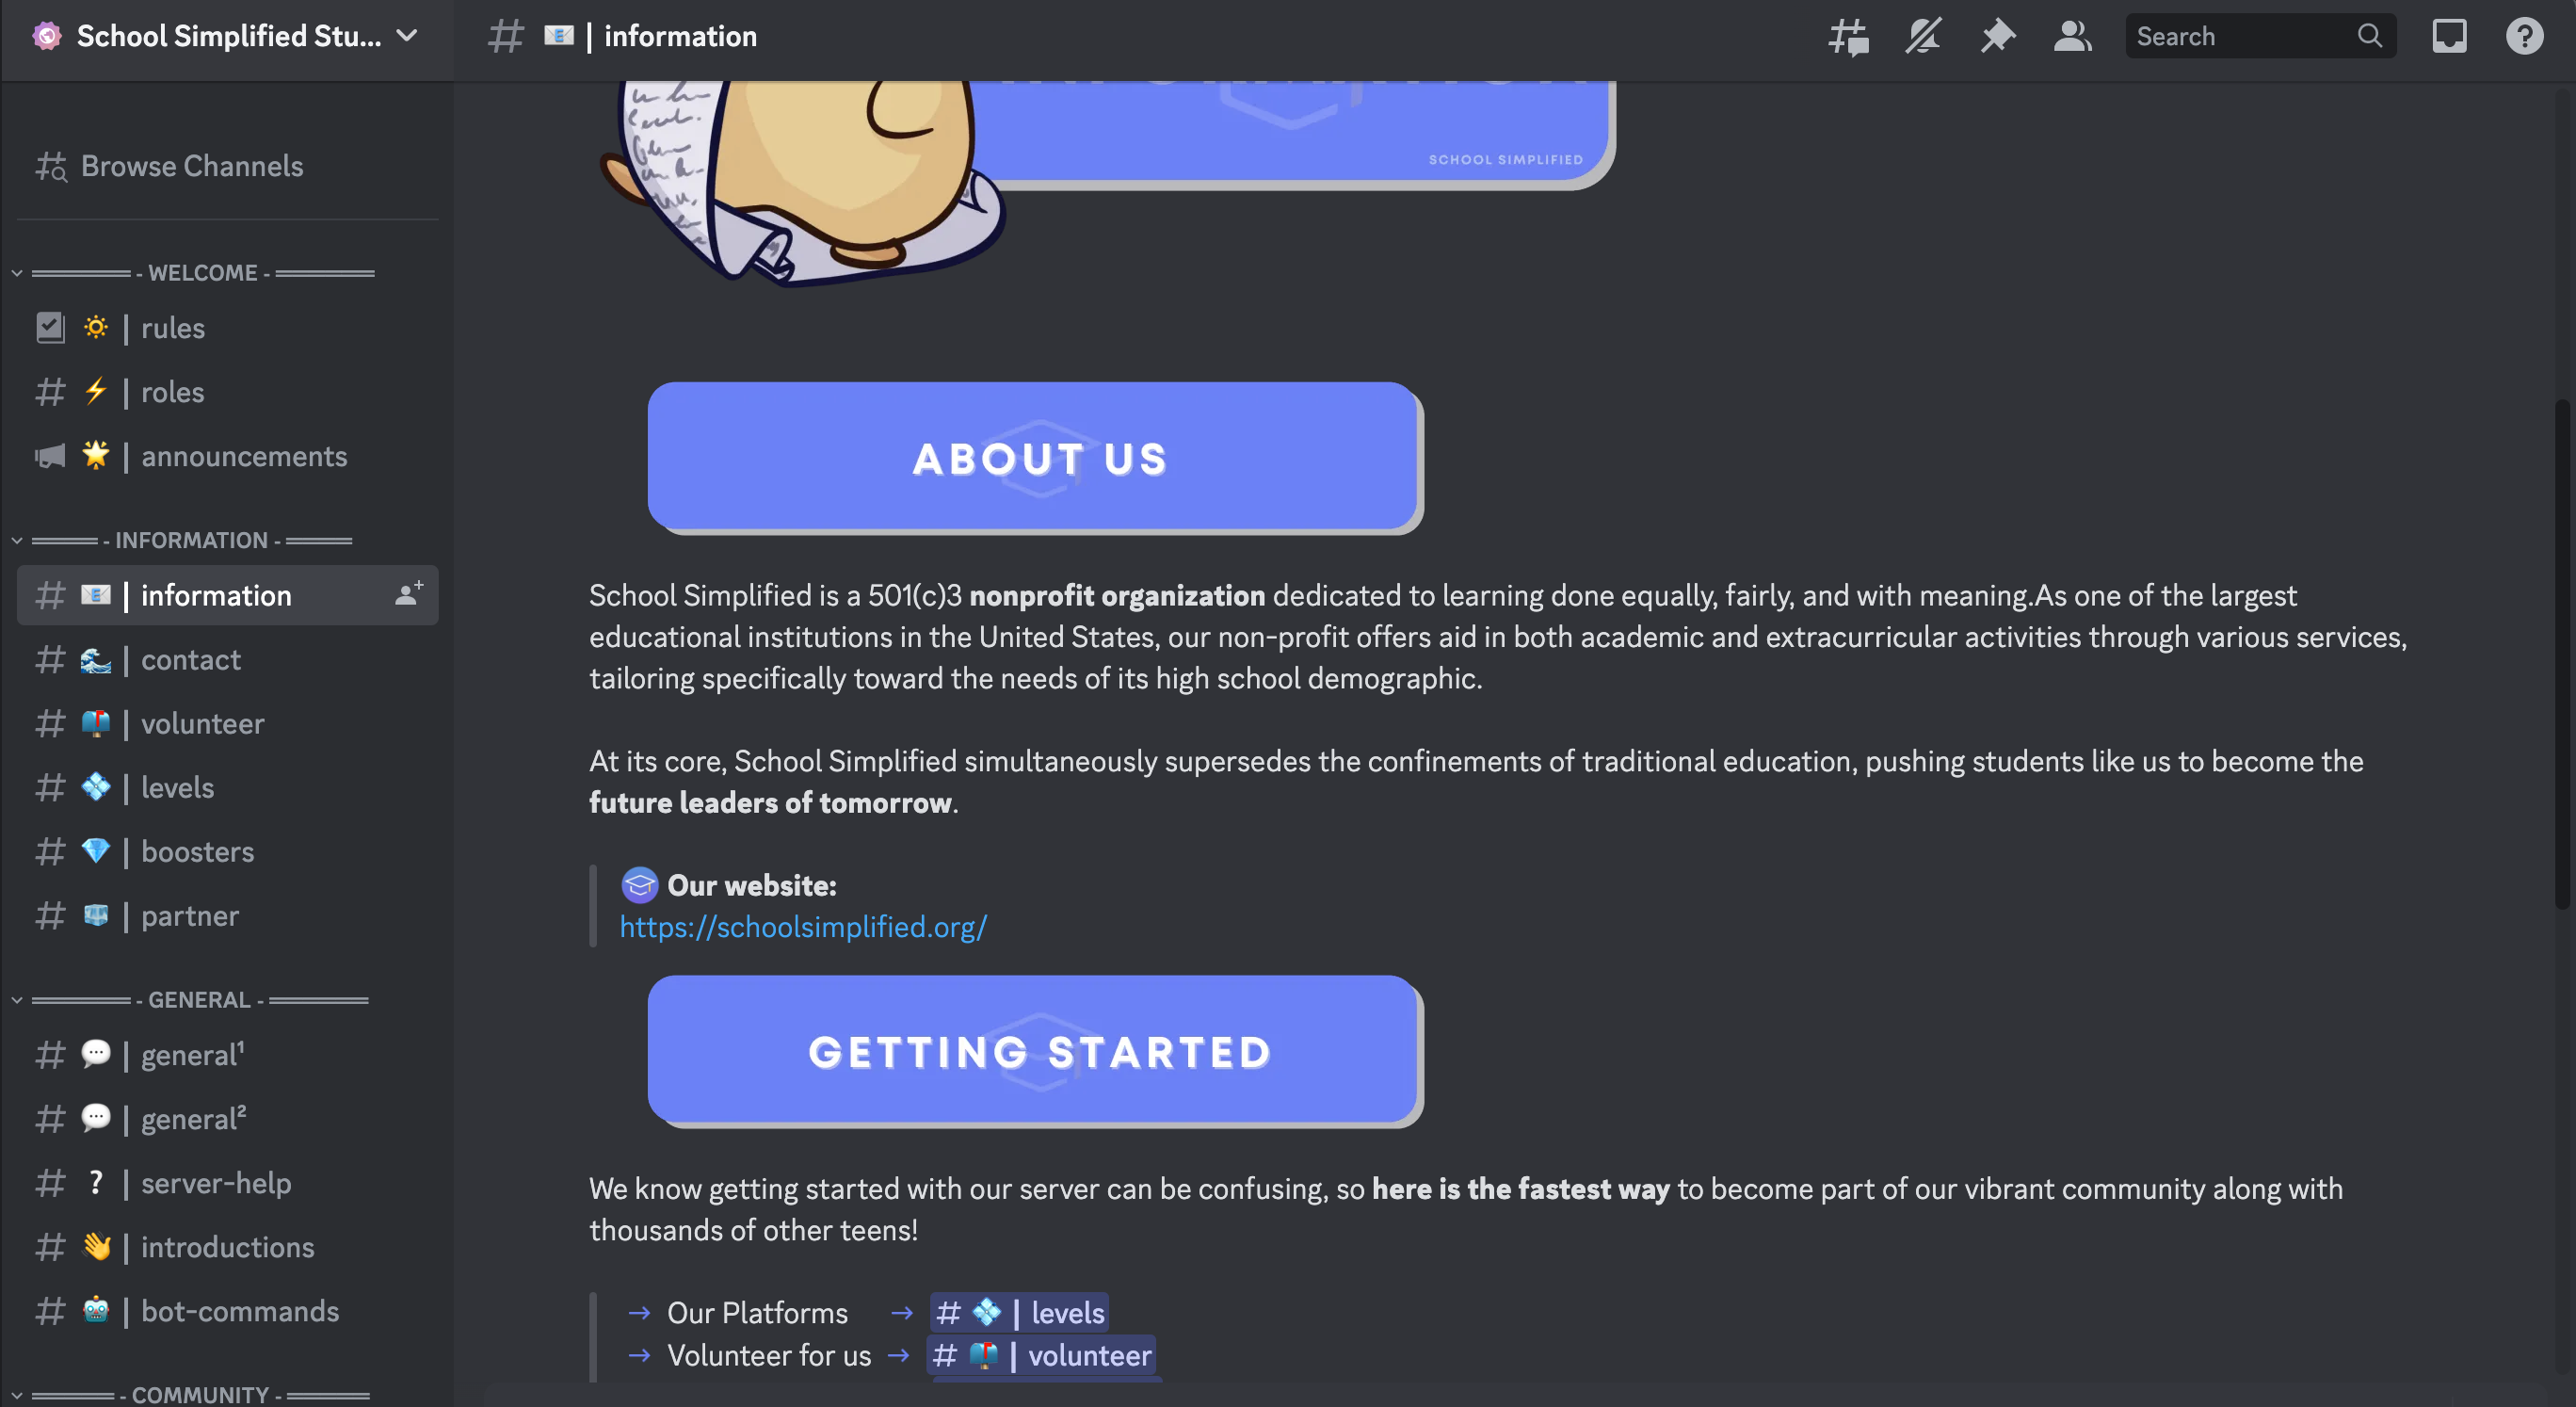 School Simplified Stu...
| information
Search
Browse Channels
- WELCOME -
| rules
| roles
| announcements
- INFORMATION -
| information
| contact
| volunteer
| levels
| boosters
| partner
- GENERAL -
| general¹
| general²
? | server-help
| introductions
| bot-commands
- COMMUNITY -
SCHOOL SIMPLIFIED
ABOUT US
School Simplified is a 501(c)3 nonprofit organization dedicated to learning done equally, fairly, and with meaning.As one of the largest
educational institutions in the United States, our non-profit offers aid in both academic and extracurricular activities through various services,
tailoring specifically toward the needs of its high school demographic.
At its core, School Simplified simultaneously supersedes the confinements of traditional education, pushing students like us to become the
future leaders of tomorrow.
Our website:
https://schoolsimplified.org/
GETTING STARTED
We know getting started with our server can be confusing, so here is the fastest way to become part of our vibrant community along with
thousands of other teens!
→ Our Platforms → # | levels
→ Volunteer for us → # | volunteer